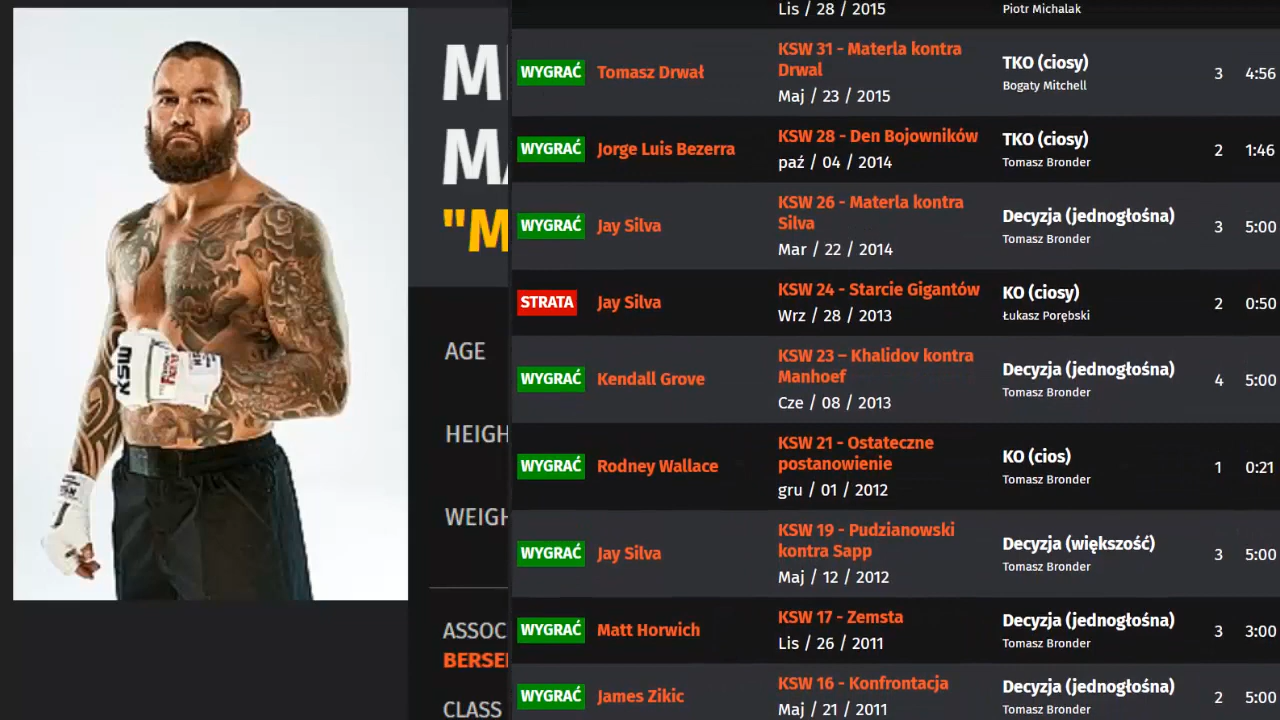 M
MA
"M
AGE
HEIGH
WEIGH
ASSOC
BERSE
CLASS
KSW
Lis / 28 / 2015
Piotr Michalak
WYGRAĆ Tomasz Drwał KSW 31 - Materla kontra Drwal Maj / 23 / 2015 TKO (ciosy) Bogaty Mitchell 3 4:56
WYGRAĆ Jorge Luis Bezerra KSW 28 - Den Bojowników paź / 04 / 2014 TKO (ciosy) Tomasz Bronder 2 1:46
WYGRAĆ Jay Silva KSW 26 - Materla kontra Silva Mar / 22 / 2014 Decyzja (jednogłośna) Tomasz Bronder 3 5:00
STRATA Jay Silva KSW 24 - Starcie Gigantów Wrz / 28 / 2013 KO (ciosy) Łukasz Porębski 2 0:50
WYGRAĆ Kendall Grove KSW 23 – Khalidov kontra Manhoef Cze / 08 / 2013 Decyzja (jednogłośna) Tomasz Bronder 4 5:00
WYGRAĆ Rodney Wallace KSW 21 - Ostateczne postanowienie gru / 01 / 2012 KO (cios) Tomasz Bronder 1 0:21
WYGRAĆ Jay Silva KSW 19 - Pudzianowski kontra Sapp Maj / 12 / 2012 Decyzja (większość) Tomasz Bronder 3 5:00
WYGRAĆ Matt Horwich KSW 17 - Zemsta Lis / 26 / 2011 Decyzja (jednogłośna) Tomasz Bronder 3 3:00
WYGRAĆ James Zikic KSW 16 - Konfrontacja Maj / 21 / 2011 Decyzja (jednogłośna) Tomasz Bronder 2 5:00